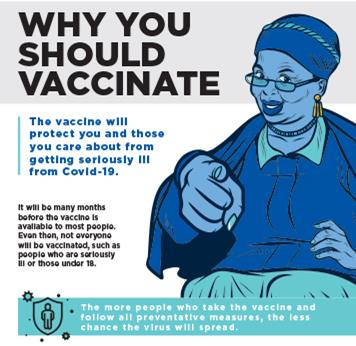 WHY YOU
SHOULD
VACCINATE
The vaccine will
protect you and those
you care about from
getting seriously ill
from Covid-19.
It will be many months
before the vaccine is
available to most people.
Even then, not everyone
will be vaccinated, such as
people who are seriously
ill or those under 18.
The more people who take the vaccine and
follow all preventative measures, the less
chance the virus will spread.